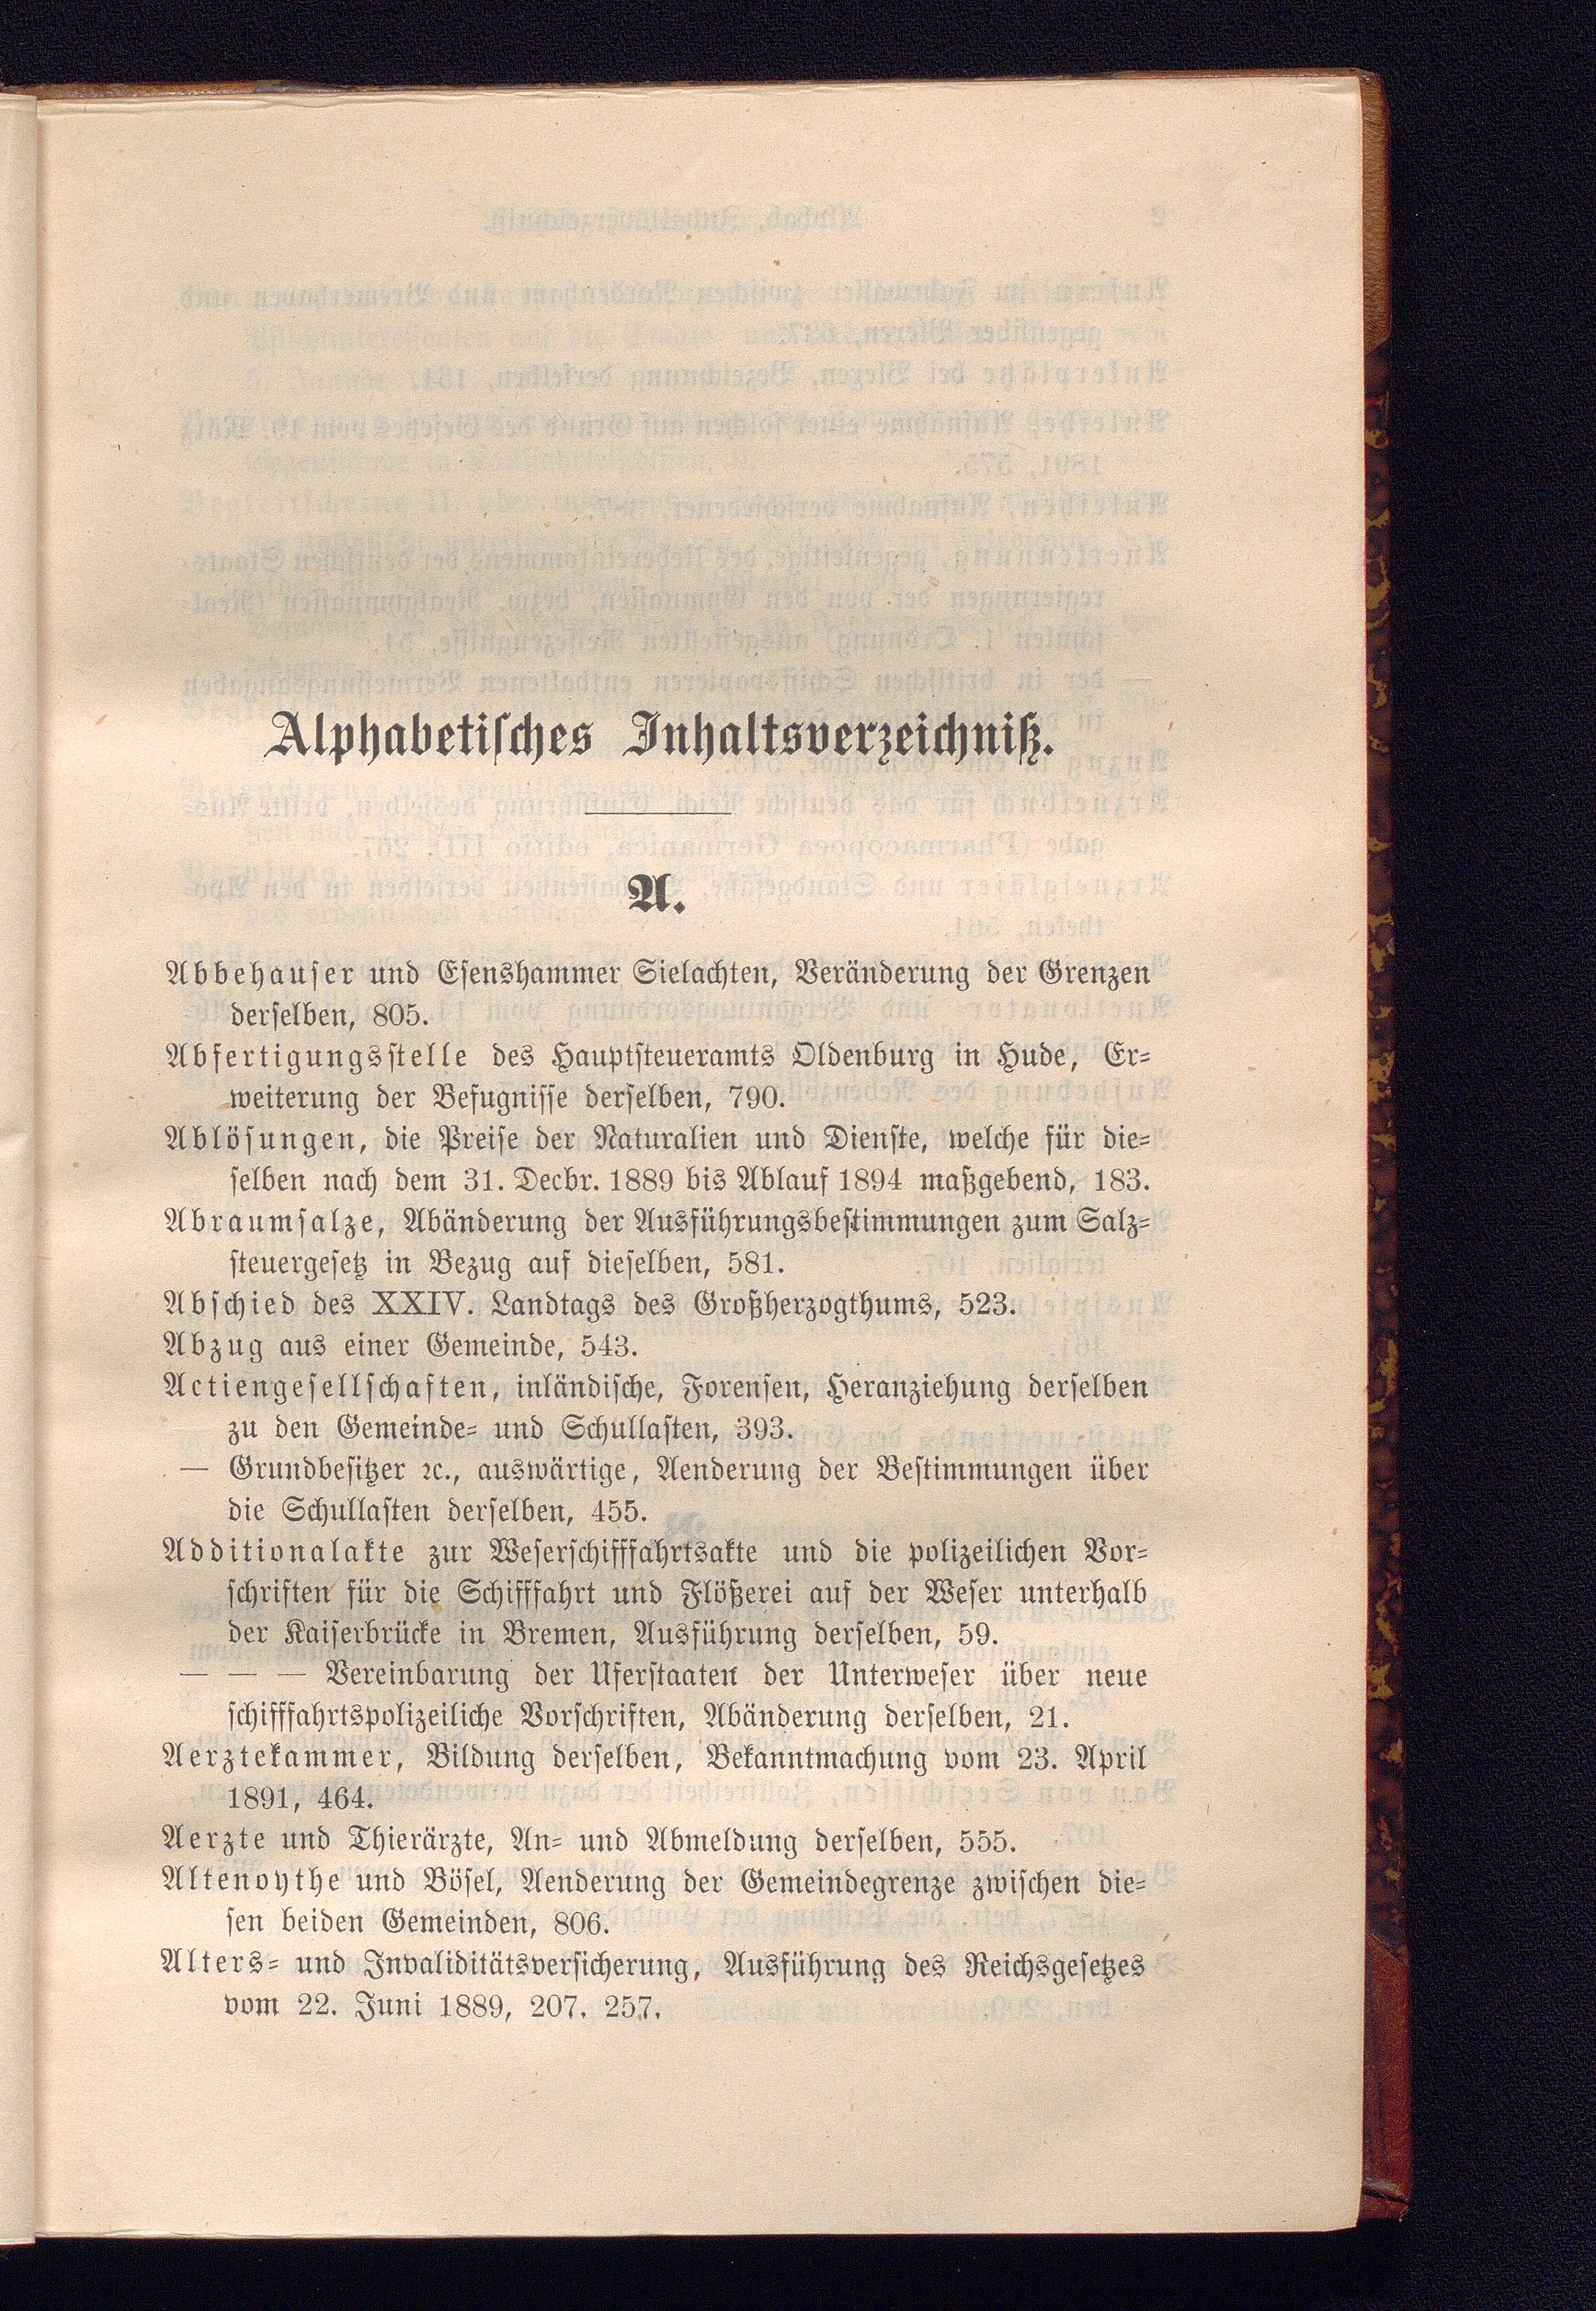 Alphabetisches Inhaltsverzeichniß.
A.
Abbehauser und Esenshammer Sielachten, Veränderung der Grenzen
derselben, 805.
Abfertigungsstelle des Hauptsteueramts Oldenburg in Hude, Er-
weiterung der Befugnisse derselben, 790.
Ablösungen, die Preise der Naturalien und Dienste, welche für die-
selben nach dem 31. Decbr. 1889 bis Ablauf 1894 maßgebend, 183.
Abraumsalze, Abänderung der Ausführungsbestimmungen zum Salz-
steuergesetz in Bezug auf dieselben, 581.
Abschied des XXIV. Landtags des Großherzogthums, 523.
Abzug aus einer Gemeinde, 543.
Actiengesellschaften, inländische, Forensen, Heranziehung derselben
zu den Gemeinde- und Schullasten, 393.
— Grundbesitzer ꝛc., auswärtige, Aenderung der Bestimmungen über
die Schullasten derselben, 455.
Additionalakte zur Weserschifffahrtsakte und die polizeilichen Vor-
schriften für die Schifffahrt und Flößerei auf der Weser unterhalb
der Kaiserbrücke in Bremen, Ausführung derselben, 59.
— — — Vereinbarung der Uferstaaten der Unterweser über neue
schifffahrtspolizeiliche Vorschriften, Abänderung derselben, 21.
Aerztekammer, Bildung derselben, Bekanntmachung vom 23. April
1891, 464.
Aerzte und Thierärzte, An- und Abmeldung derselben, 555.
Altenoythe und Bösel, Aenderung der Gemeindegrenze zwischen die-
sen beiden Gemeinden, 806.
Alters- und Invaliditätsversicherung, Ausführung des Reichsgesetzes
vom 22. Juni 1889, 207. 257.